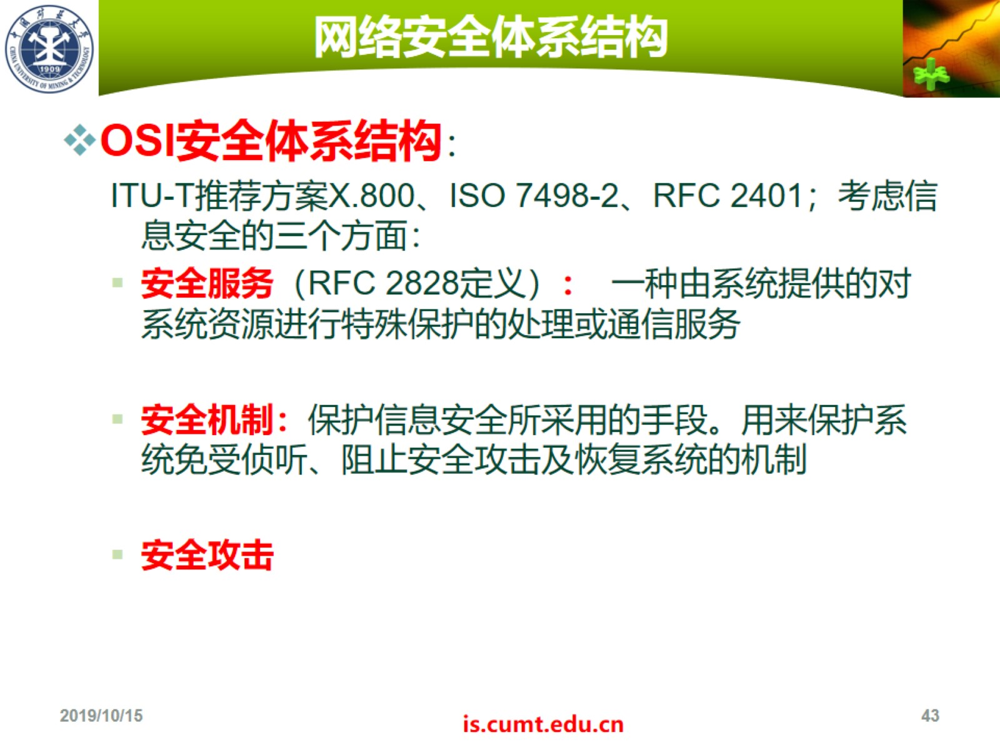 网络安全体系结构
中国矿业大学
CHINA UNIVERSITY OF MINING & TECHNOLOGY
1909
OSI安全体系结构：
ITU-T推荐方案X.800、ISO 7498-2、RFC 2401；考虑信
息安全的三个方面：
安全服务（RFC 2828定义）： 一种由系统提供的对
系统资源进行特殊保护的处理或通信服务
安全机制：保护信息安全所采用的手段。用来保护系
统免受侦听、阻止安全攻击及恢复系统的机制
安全攻击
2019/10/15
is.cumt.edu.cn
43